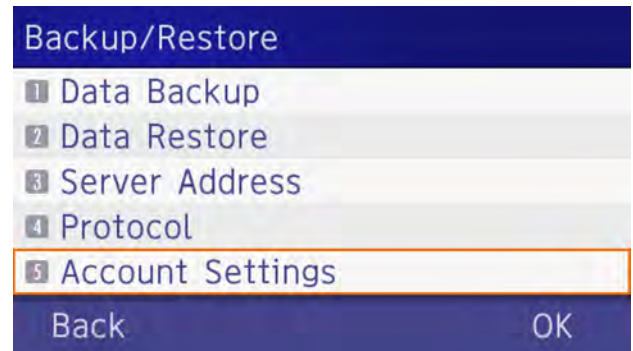 Backup/Restore
1 Data Backup
2 Data Restore
3 Server Address
4 Protocol
5 Account Settings
Back OK